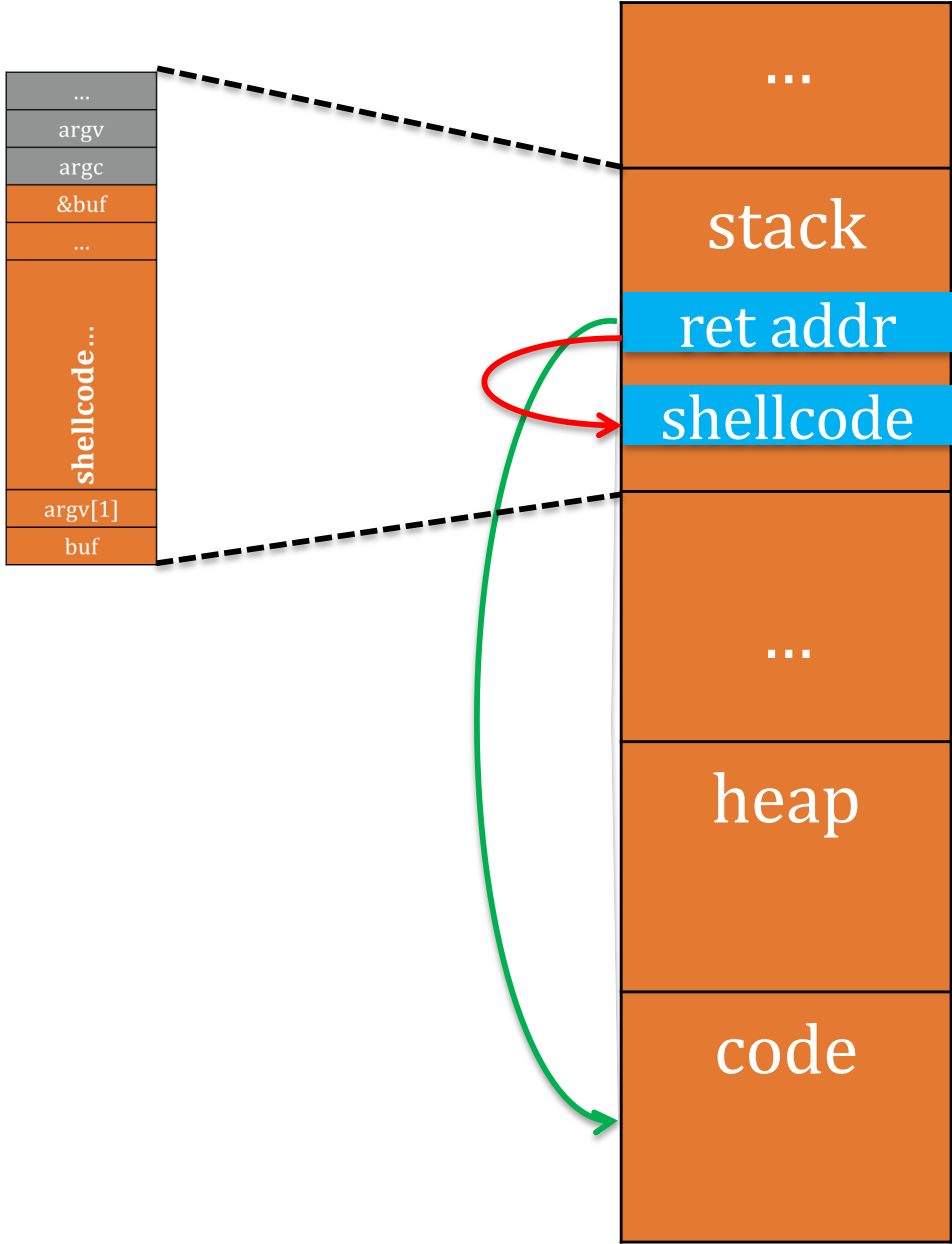 ...
argv
argc
&buf
...
shellcode...
argv[1]
buf
...
stack
ret addr
shellcode
...
heap
code